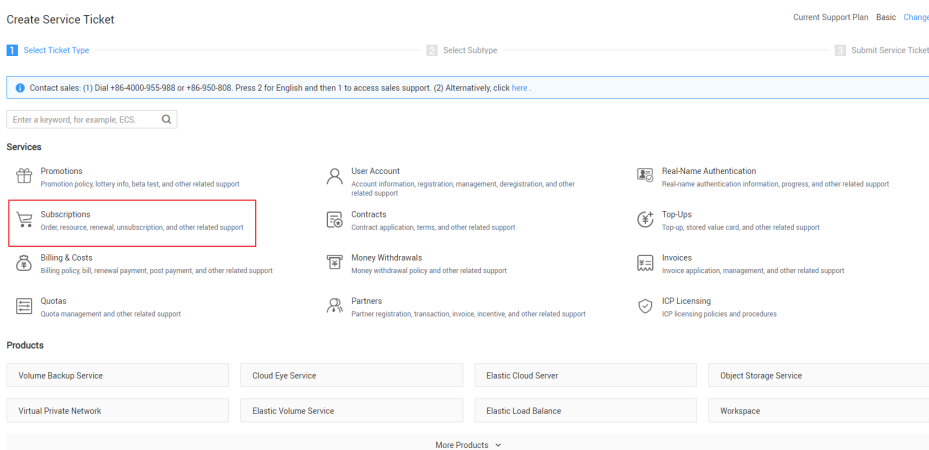 Create Service Ticket
Current Support Plan Basic Change
1 Select Ticket Type
2 Select Subtype
3 Submit Service Ticket
Contact sales: (1) Dial +86-4000-955-988 or +86-950-808. Press 2 for English and then 1 to access sales support. (2) Alternatively, click here .
Enter a keyword, for example, ECS.
Services
Promotions
Promotion policy, lottery info, beta test, and other related support
User Account
Account information, registration, management, deregistration, and other
related support
Real-Name Authentication
Real-name authentication information, progress, and other related support
Subscriptions
Order, resource, renewal, unsubscription, and other related support
Contracts
Contract application, terms, and other related support
Top-Ups
Top-up, stored value card, and other related support
Billing & Costs
Billing policy, bill, renewal payment, post payment, and other related support
Money Withdrawals
Money withdrawal policy and other related support
Invoices
Invoice application, management, and other related support
Quotas
Quota management and other related support
Partners
Partner registration, transaction, invoice, incentive, and other related support
ICP Licensing
ICP licensing policies and procedures
Products
Volume Backup Service
Cloud Eye Service
Elastic Cloud Server
Object Storage Service
Virtual Private Network
Elastic Volume Service
Elastic Load Balance
Workspace
More Products